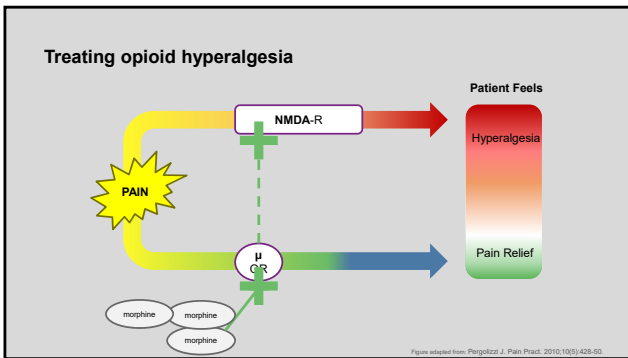 Treating opioid hyperalgesia
Patient Feels
NMDA-R
Hyperalgesia
PAIN
µ
OR
Pain Relief
morphine
morphine
morphine
Figure adapted from: Pergolizzi J. Pain Pract. 2010;10(5):428-50.